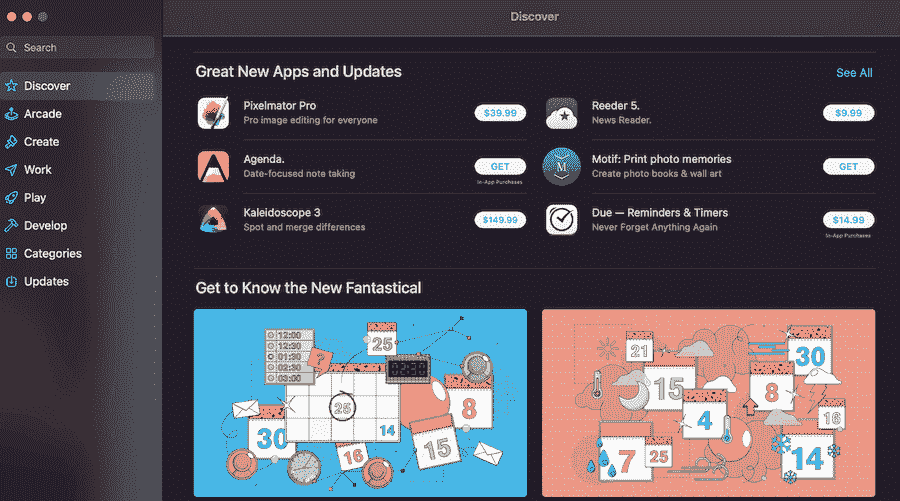 Discover
Search
Discover
Arcade
Create
Work
Play
Develop
Categories
Updates
Great New Apps and Updates
See All
Pixelmator Pro
Pro image editing for everyone
$39.99
Reeder 5.
News Reader.
$9.99
Agenda.
Date-focused note taking
GET
In-App Purchases
Motif: Print photo memories
Create photo books & wall art
M
GET
Kaleidoscope 3
Spot and merge differences
$149.99
Due — Reminders & Timers
Never Forget Anything Again
$14.99
In-App Purchases
Get to Know the New Fantastical
12:00
12:30
01:30
02:30
03:00
?
25
03:30
25
8
14
30
16
15
21
30
15
8
4
16
7
25
14